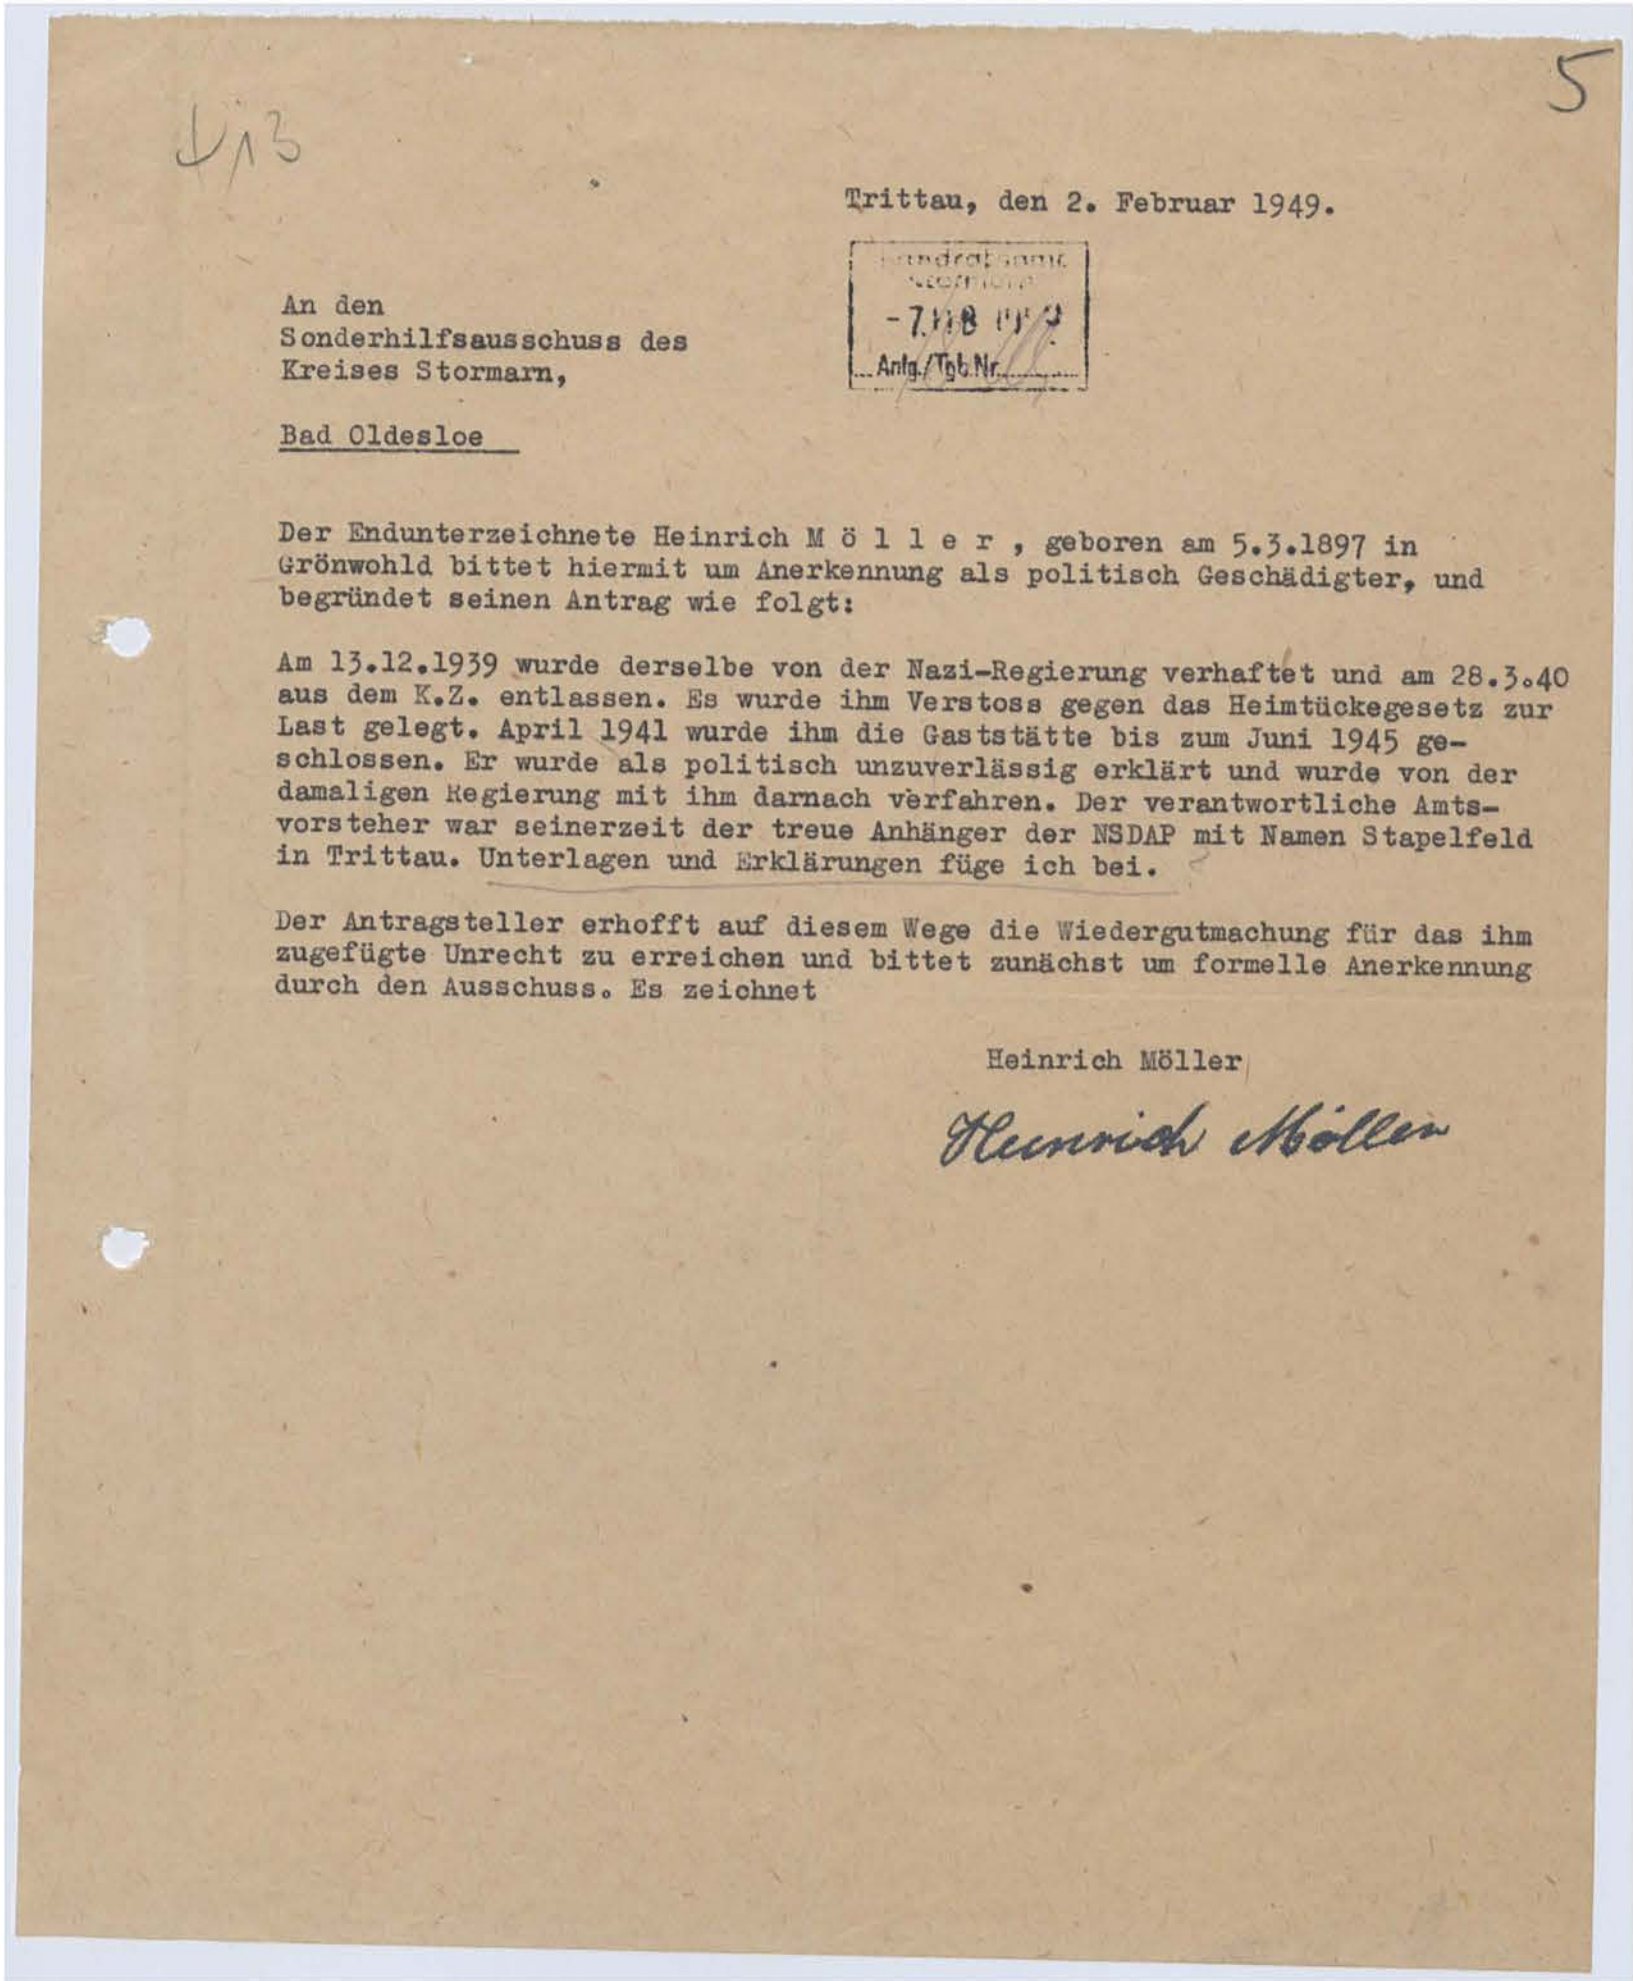 5
13
Trittau, den 2. Februar 1949.
Landratsamt
Stormarn
-7.
Anlg./Tgb.Nr.
An den
Sonderhilfsausschuss des
Kreises Stormarn,
Bad Oldesloe
Der Endunterzeichnete Heinrich M ö l l e r , geboren am 5.3.1897 in
Grönwohld bittet hiermit um Anerkennung als politisch Geschädigter, und
begründet seinen Antrag wie folgt:
Am 13.12.1939 wurde derselbe von der Nazi-Regierung verhaftet und am 28.3.40
aus dem K.Z. entlassen. Es wurde ihm Verstoss gegen das Heimtückegesetz zur
Last gelegt. April 1941 wurde ihm die Gaststätte bis zum Juni 1945 ge-
schlossen. Er wurde als politisch unzuverlässig erklärt und wurde von der
damaligen Regierung mit ihm darnach verfahren. Der verantwortliche Amts-
vorsteher war seinerzeit der treue Anhänger der NSDAP mit Namen Stapelfeld
in Trittau. Unterlagen und Erklärungen füge ich bei.
Der Antragsteller erhofft auf diesem Wege die Wiedergutmachung für das ihm
zugefügte Unrecht zu erreichen und bittet zunächst um formelle Anerkennung
durch den Ausschuss. Es zeichnet
Heinrich Möller
Heinrich Möller